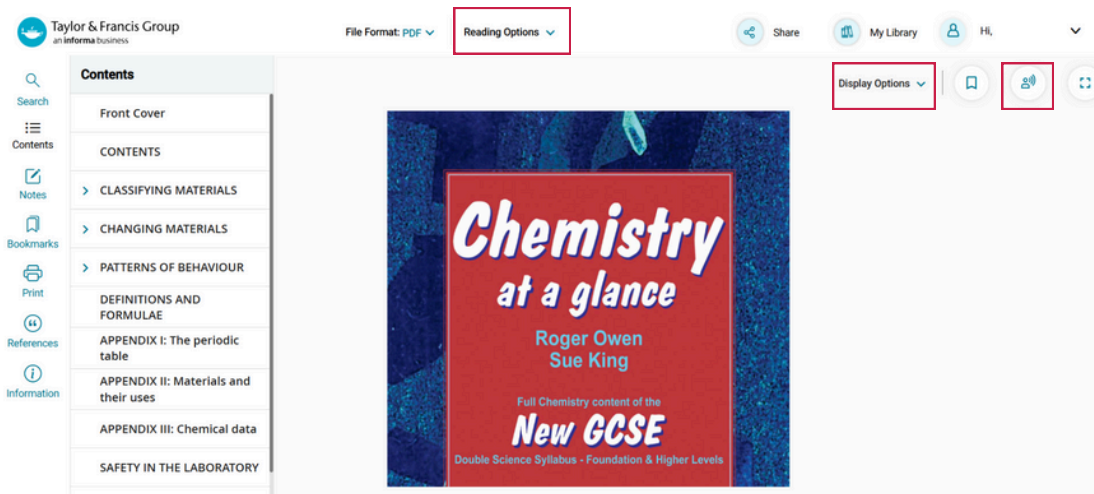 Taylor & Francis Group
an informa business
File Format: PDF
Reading Options
Share
My Library
Hi,
Search
Contents
Notes
Bookmarks
Print
References
Information
Contents
Front Cover
CONTENTS
CLASSIFYING MATERIALS
CHANGING MATERIALS
PATTERNS OF BEHAVIOUR
DEFINITIONS AND
FORMULAE
APPENDIX I: The periodic
table
APPENDIX II: Materials and
their uses
APPENDIX III: Chemical data
SAFETY IN THE LABORATORY
Display Options
Chemistry
at a glance
Roger Owen
Sue King
Full Chemistry content of the
New GCSE
Double Science Syllabus - Foundation & Higher Levels